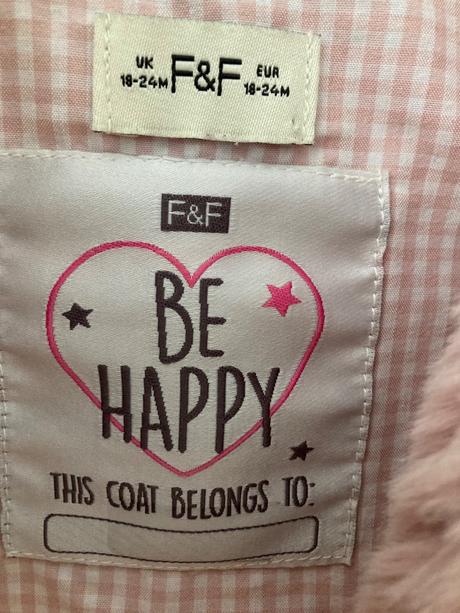 UK F&F EUR
18-24M 18-24M
F&F
BE
HAPPY
THIS COAT BELONGS TO: